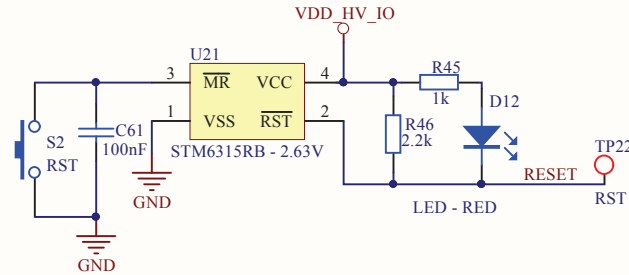 VDD_HV_IO
U21
3
MR
VCC
4
R45
1k
D12
1
VSS
RST
2
R46
2.2k
S2
RST
C61
100nF
STM6315RB - 2.63V
TP22
RESET
RST
GND
LED - RED
GND